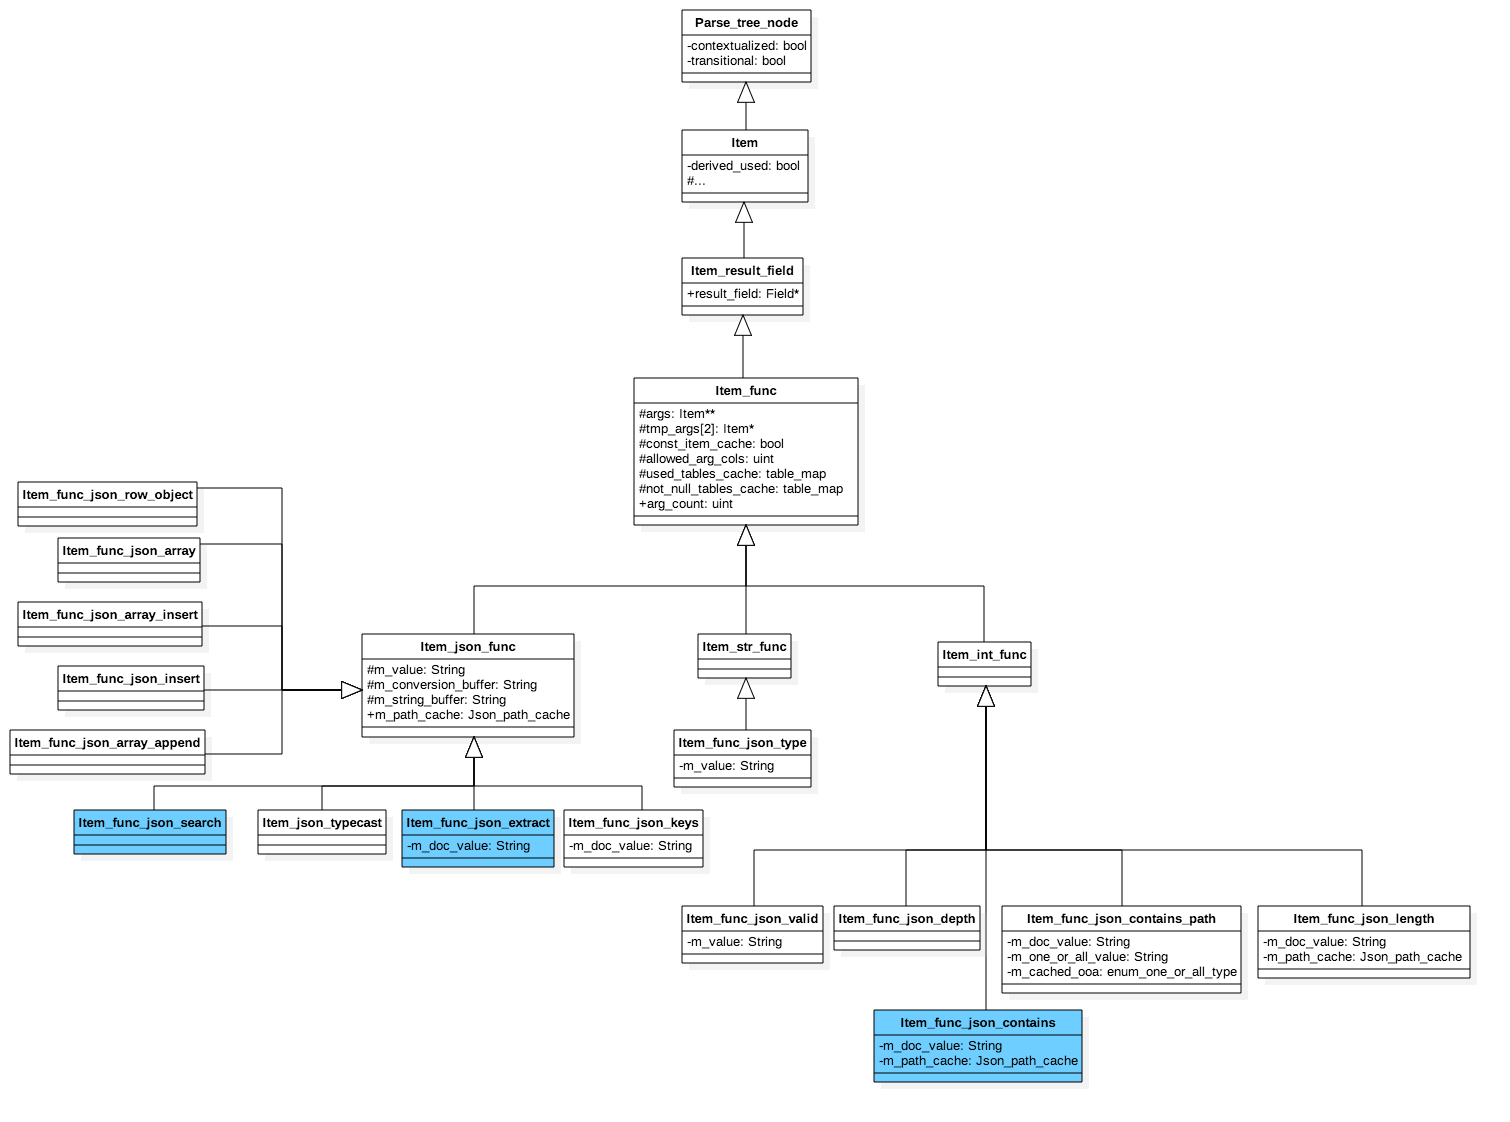 Parse_tree_node
-contextualized: bool
-transitional: bool
Item
-derived_used: bool
#...
Item_result_field
+result_field: Field*
Item_func
#args: Item**
#tmp_args[2]: Item*
#const_item_cache: bool
#allowed_arg_cols: uint
#used_tables_cache: table_map
#not_null_tables_cache: table_map
+arg_count: uint
Item_func_json_row_object
Item_func_json_array
Item_func_json_array_insert
Item_func_json_insert
Item_func_json_array_append
Item_json_func
#m_value: String
#m_conversion_buffer: String
#m_string_buffer: String
+m_path_cache: Json_path_cache
Item_str_func
Item_int_func
Item_func_json_type
-m_value: String
Item_func_json_search
Item_json_typecast
Item_func_json_extract
-m_doc_value: String
Item_func_json_keys
-m_doc_value: String
Item_func_json_valid
-m_value: String
Item_func_json_depth
Item_func_json_contains_path
-m_doc_value: String
-m_one_or_all_value: String
-m_cached_ooa: enum_one_or_all_type
Item_func_json_length
-m_doc_value: String
-m_path_cache: Json_path_cache
Item_func_json_contains
-m_doc_value: String
-m_path_cache: Json_path_cache